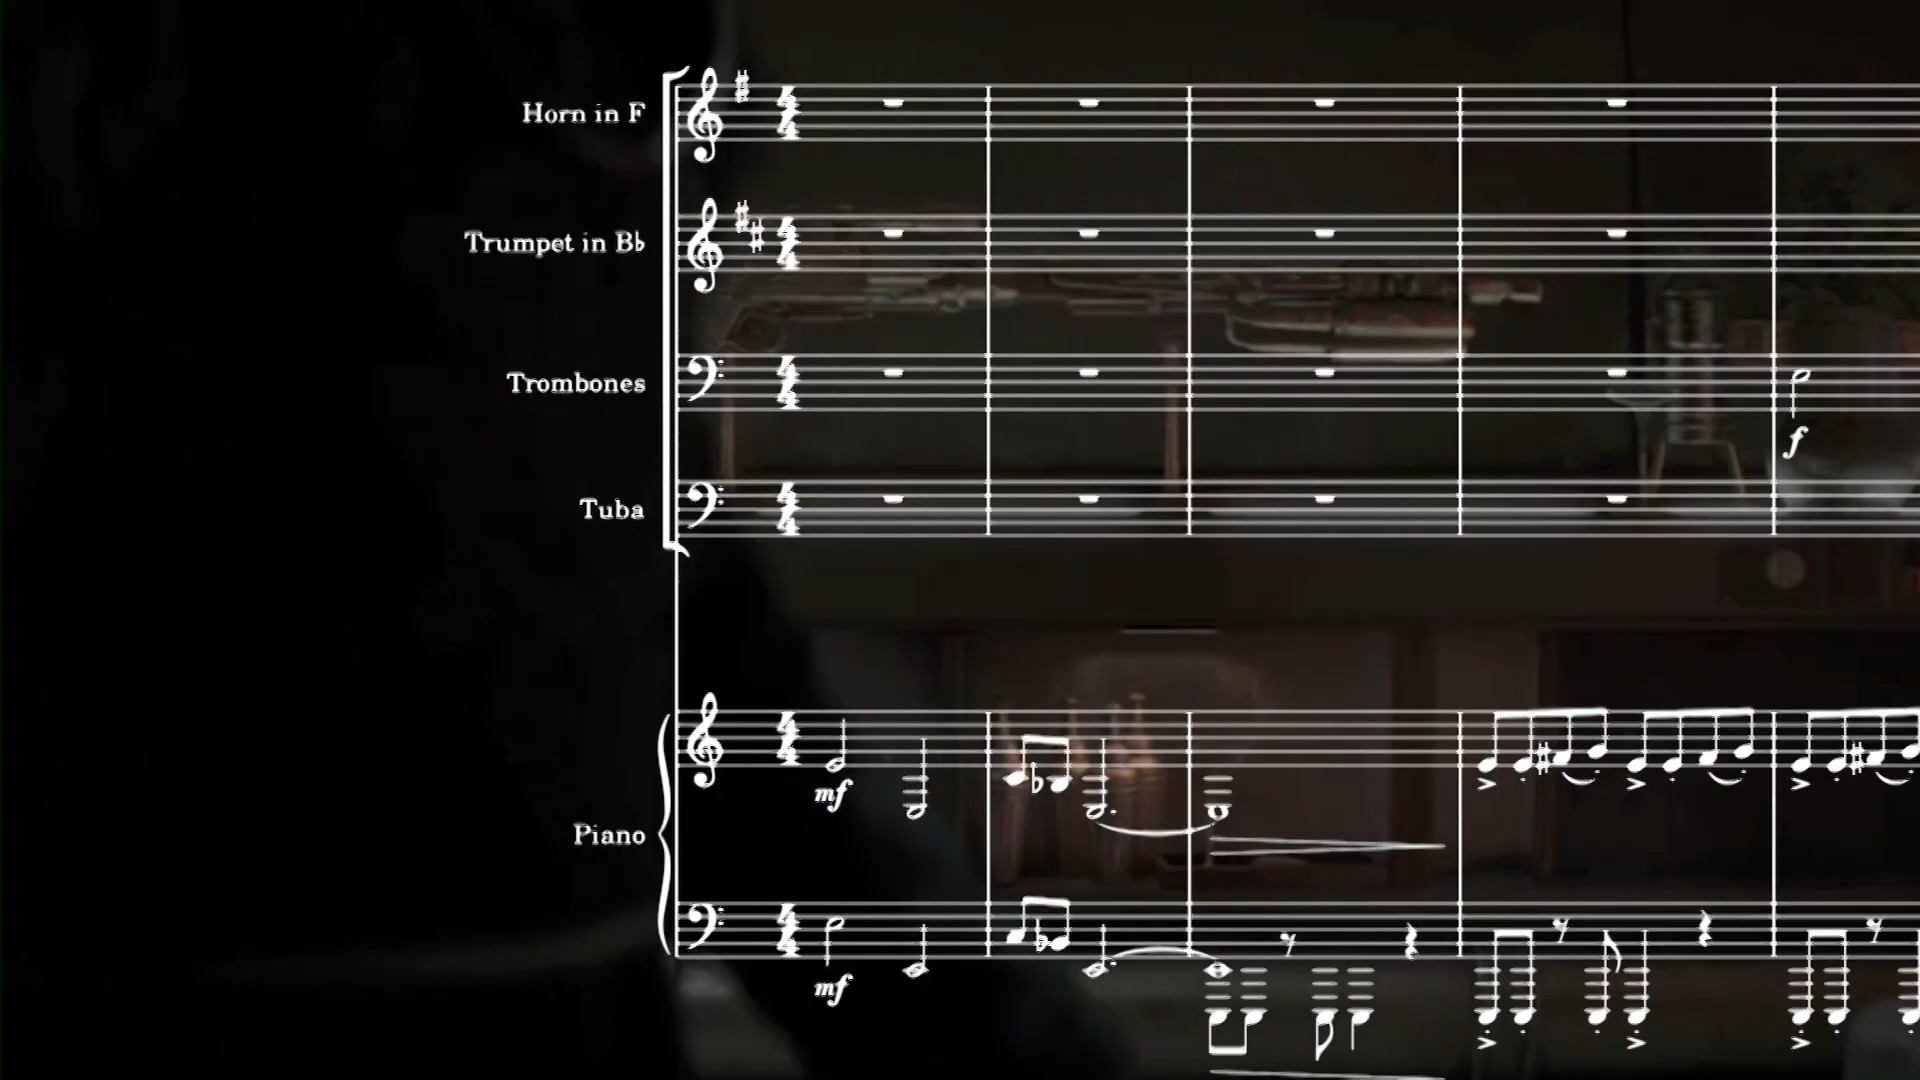 Horn in F
Trumpet in B♭
Trombones
f
Tuba
mf
Piano
mf